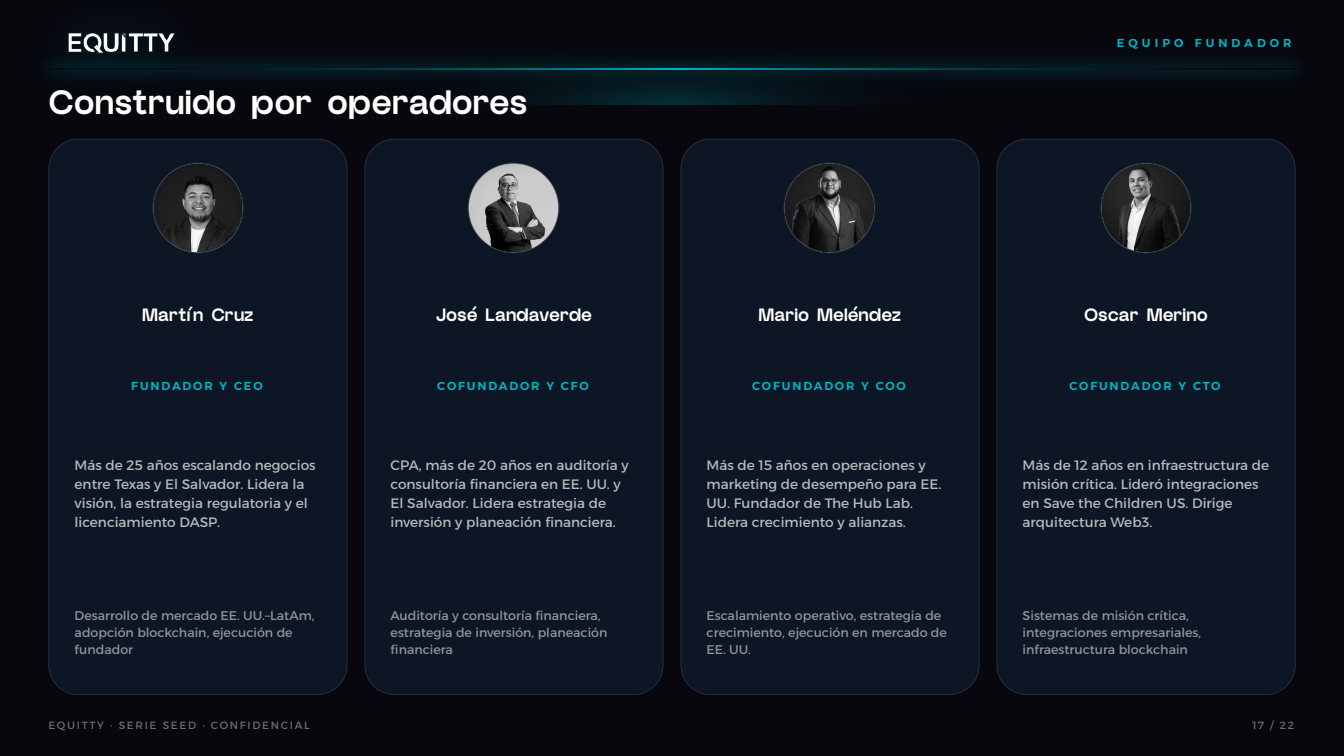 EQUITTY
EQUIPO FUNDADOR
Construido por operadores
Martín Cruz
FUNDADOR Y CEO
Más de 25 años escalando negocios
entre Texas y El Salvador. Lidera la
visión, la estrategia regulatoria y el
licenciamiento DASP.
Desarrollo de mercado EE. UU.–LatAm,
adopción blockchain, ejecución de
fundador
José Landaverde
COFUNDADOR Y CFO
CPA, más de 20 años en auditoría y
consultoría financiera en EE. UU. y
El Salvador. Lidera estrategia de
inversión y planeación financiera.
Auditoría y consultoría financiera,
estrategia de inversión, planeación
financiera
Mario Meléndez
COFUNDADOR Y COO
Más de 15 años en operaciones y
marketing de desempeño para EE.
UU. Fundador de The Hub Lab.
Lidera crecimiento y alianzas.
Escalamiento operativo, estrategia de
crecimiento, ejecución en mercado de
EE. UU.
Oscar Merino
COFUNDADOR Y CTO
Más de 12 años en infraestructura de
misión crítica. Lideró integraciones
en Save the Children US. Dirige
arquitectura Web3.
Sistemas de misión crítica,
integraciones empresariales,
infraestructura blockchain
EQUITTY · SERIE SEED · CONFIDENCIAL
17 / 22